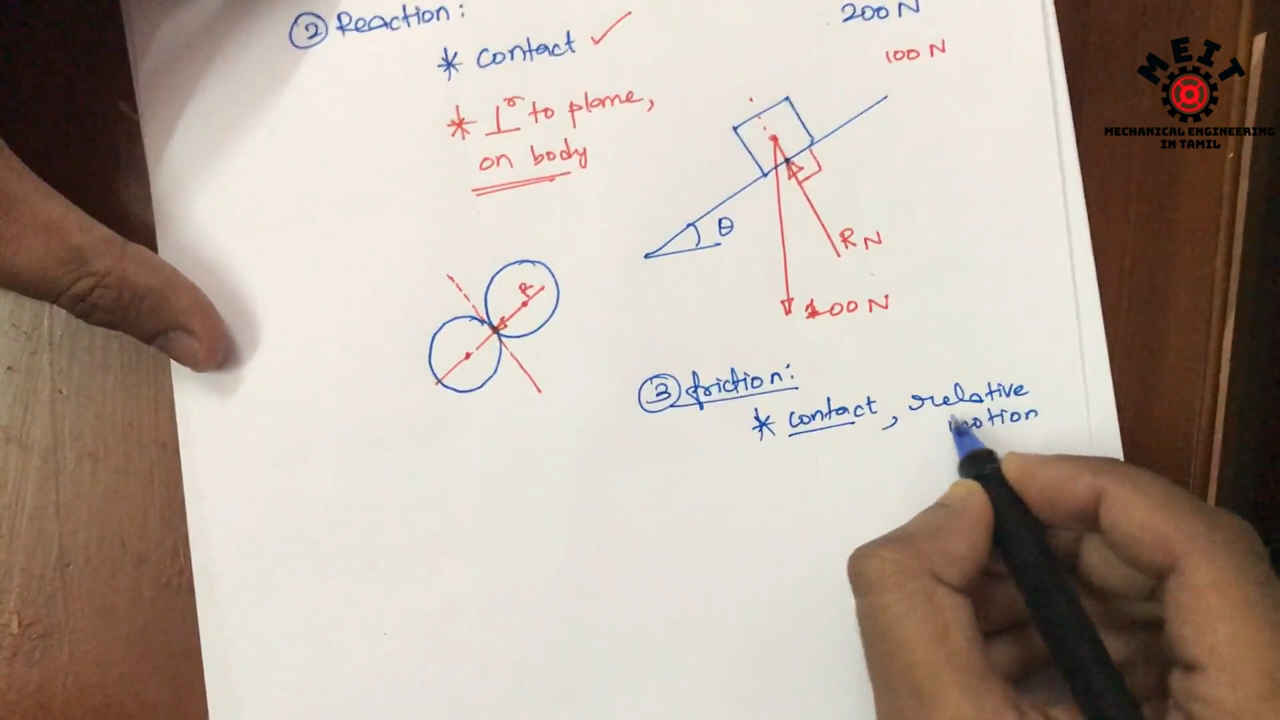 ② Reaction:
* contact ✓
* ⊥r to plane,
on body
200 N
100 N
θ
RN
200 N
R
③ friction:
* contact, relative
motion
MEIT
MECHANICAL ENGINEERING
IN TAMIL